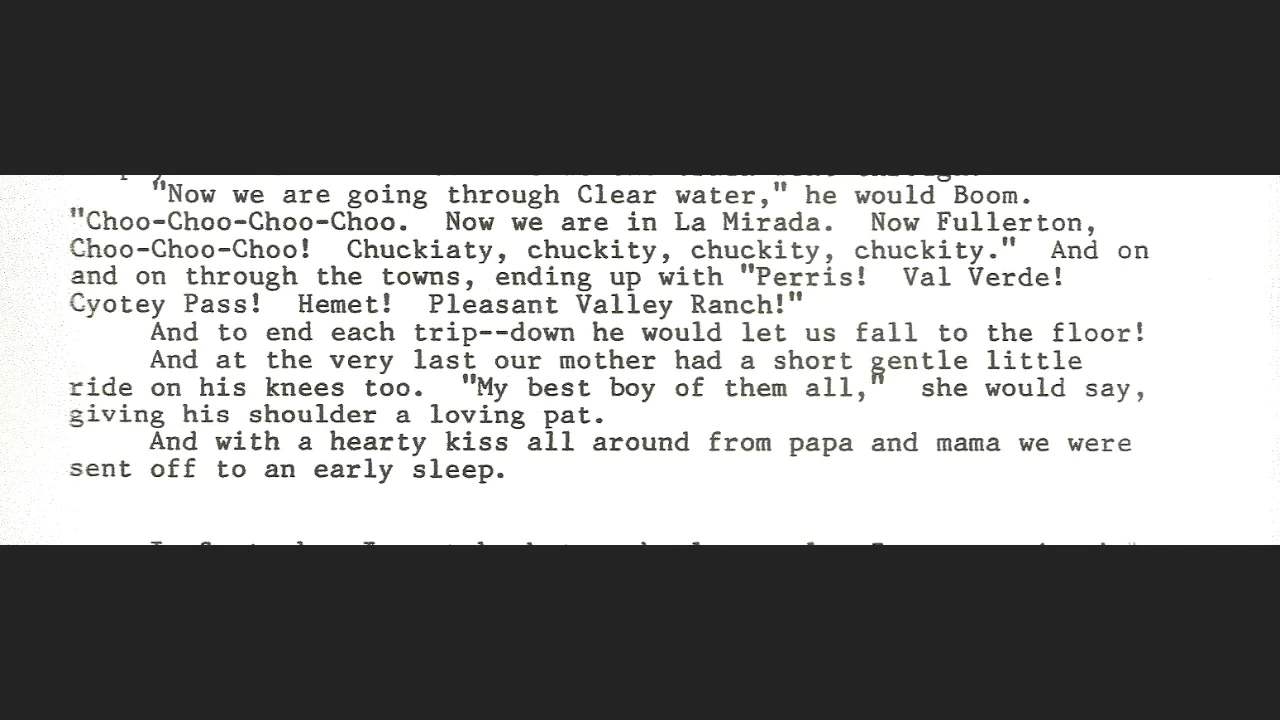 "Now we are going through Clear water," he would Boom.
"Choo-Choo-Choo-Choo.  Now we are in La Mirada.  Now Fullerton,
Choo-Choo-Choo!  Chuckiaty, chuckity, chuckity, chuckity."  And on
and on through the towns, ending up with "Perris!  Val Verde!
Cyotey Pass!  Hemet!  Pleasant Valley Ranch!"
And to end each trip--down he would let us fall to the floor!
And at the very last our mother had a short gentle little
ride on his knees too.  "My best boy of them all,"  she would say,
giving his shoulder a loving pat.
And with a hearty kiss all around from papa and mama we were
sent off to an early sleep.